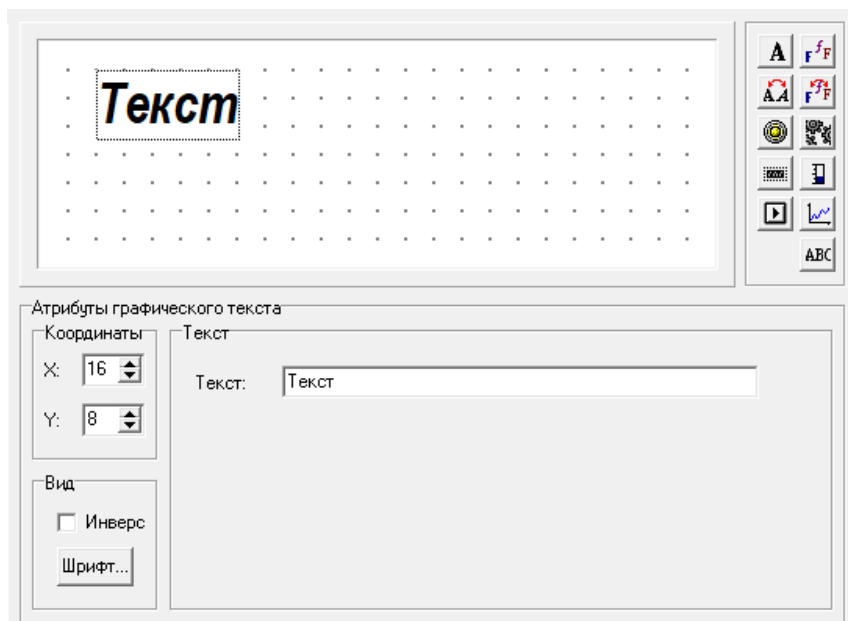 Текст
A
F f F
A A
F f F
ABC
Атрибуты графического текста
Координаты
X: 16
Y: 8
Текст
Текст: Текст
Вид
Инверс
Шрифт...